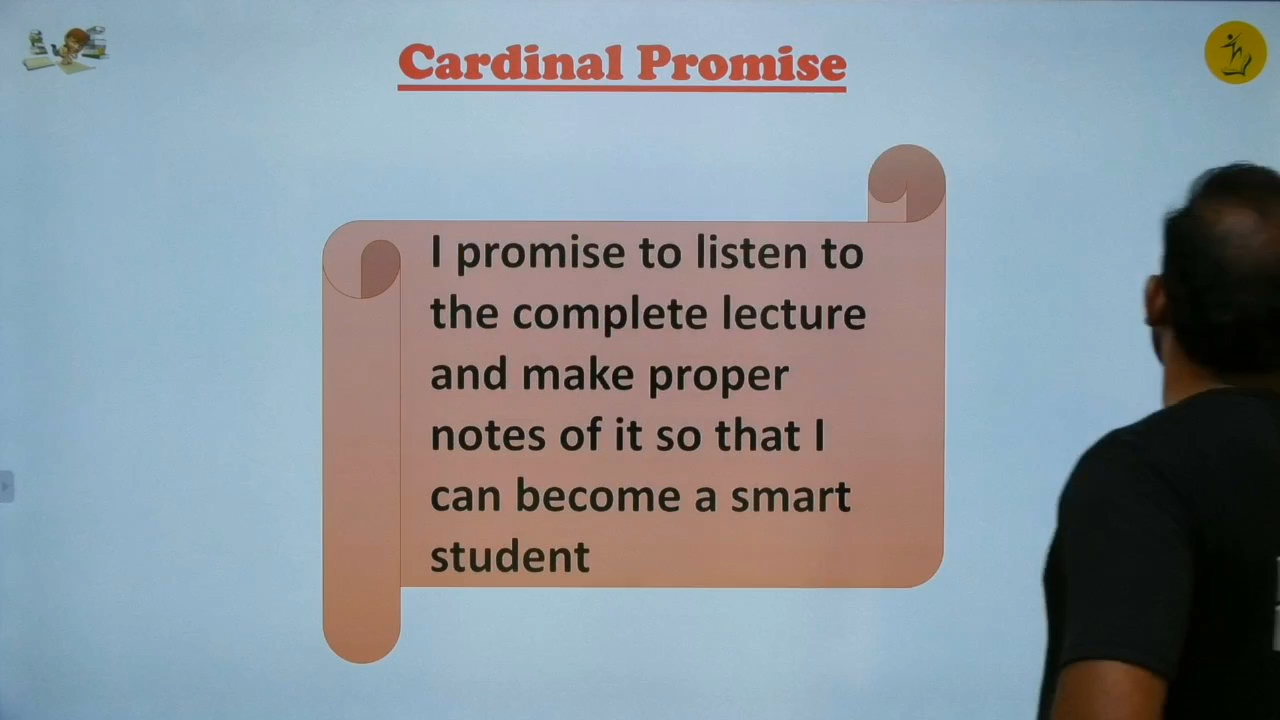 Cardinal Promise
I promise to listen to
the complete lecture
and make proper
notes of it so that I
can become a smart
student